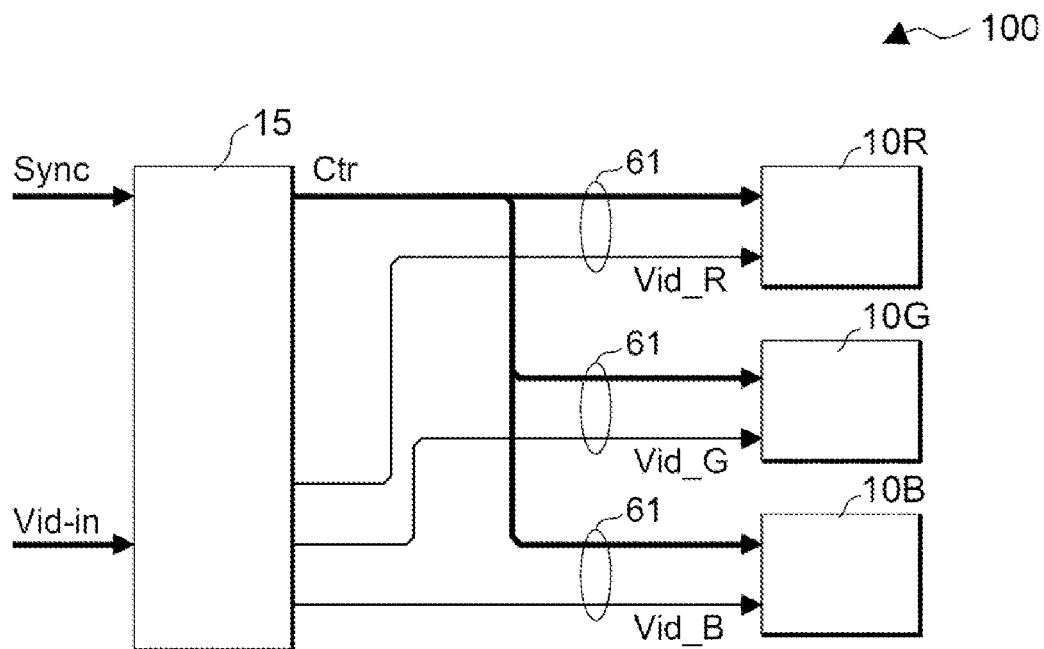 100
15
10R
Sync
Ctr
61
Vid_R
10G
61
Vid_G
10B
Vid-in
61
Vid_B